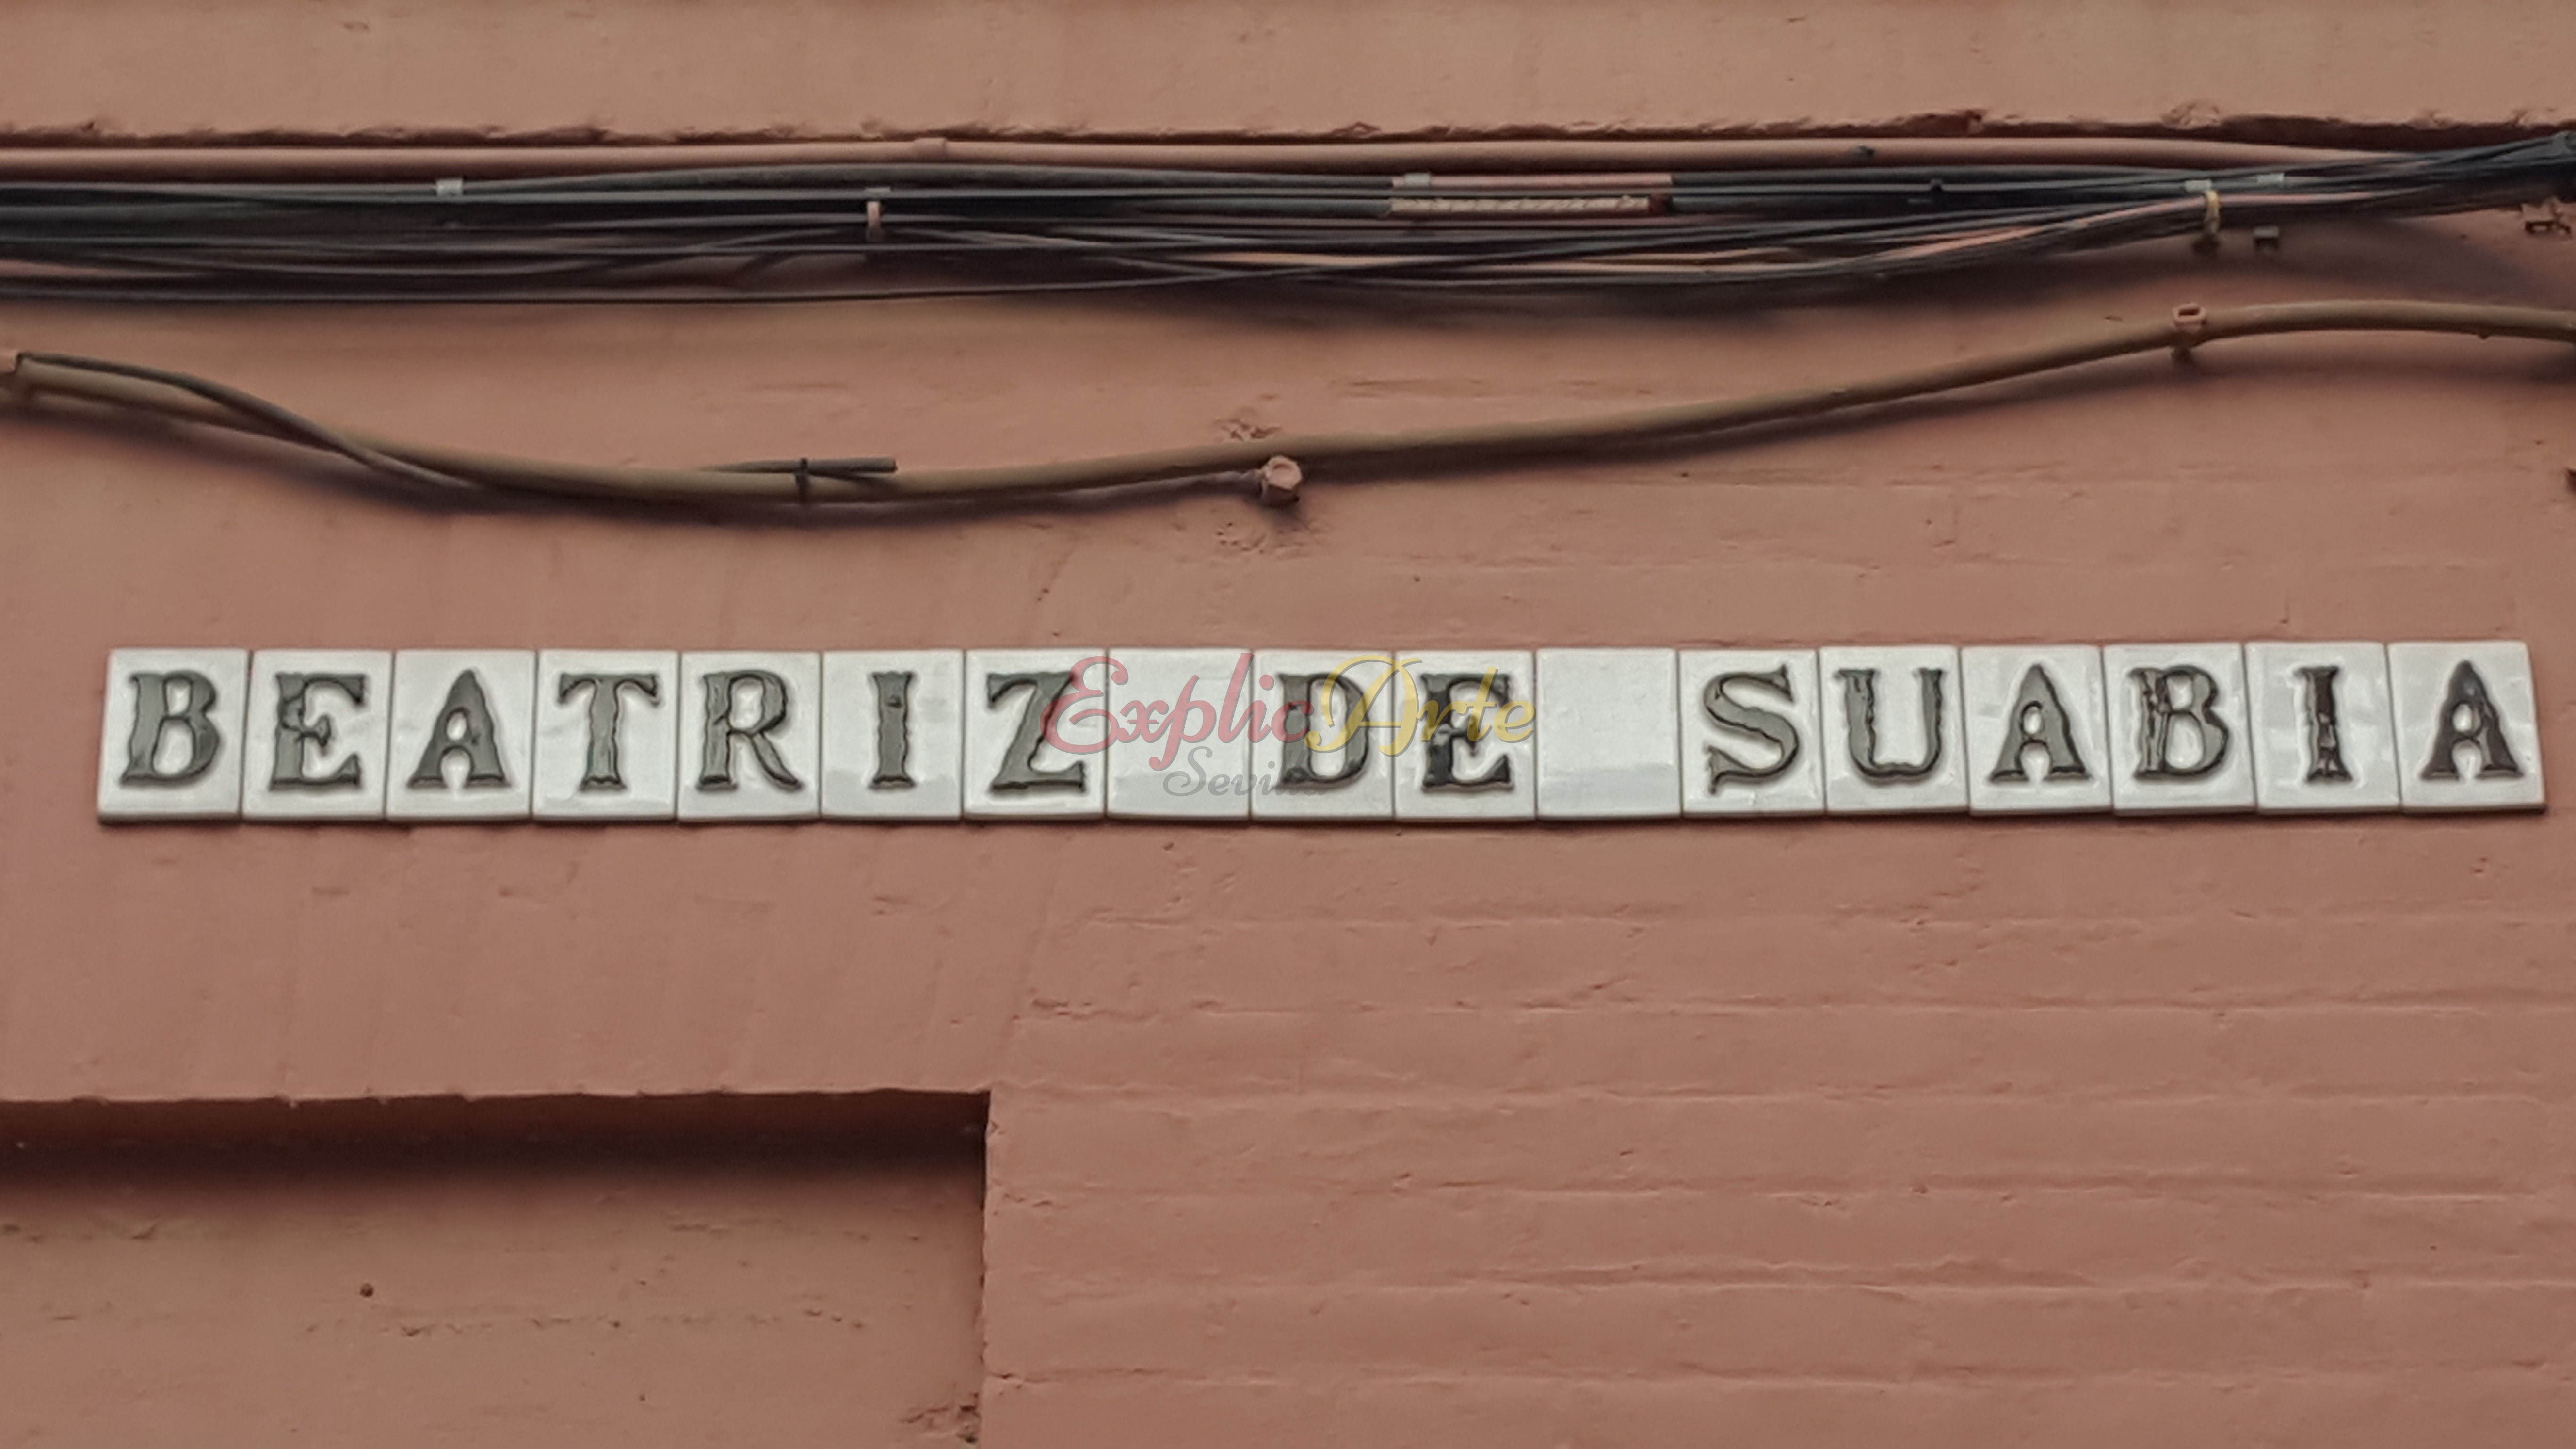 BEATRIZ DE SUABIA
ExplicArte
Sevilla